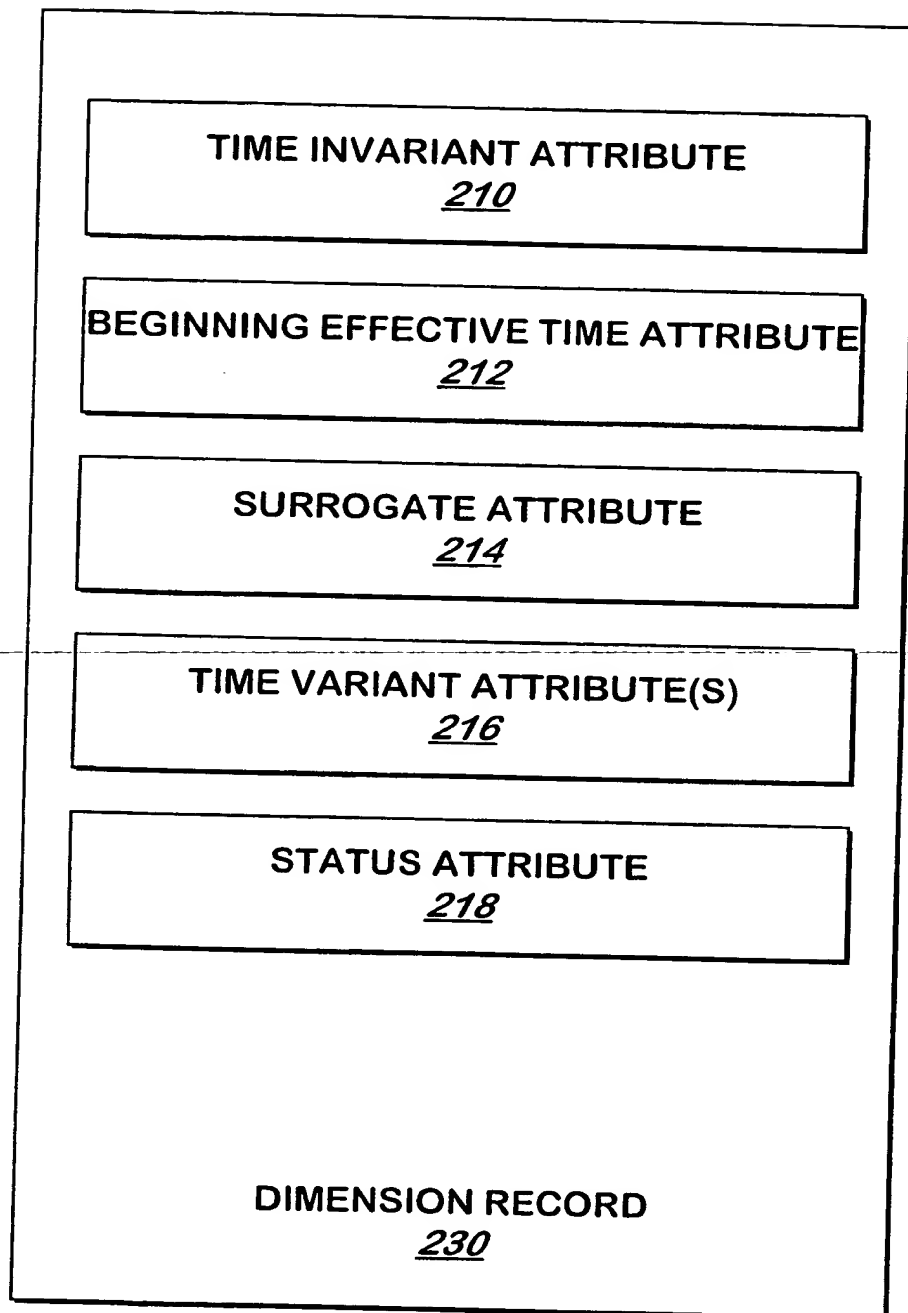 TIME INVARIANT ATTRIBUTE
210
BEGINNING EFFECTIVE TIME ATTRIBUTE
212
SURROGATE ATTRIBUTE
214
TIME VARIANT ATTRIBUTE(S)
216
STATUS ATTRIBUTE
218
DIMENSION RECORD
230